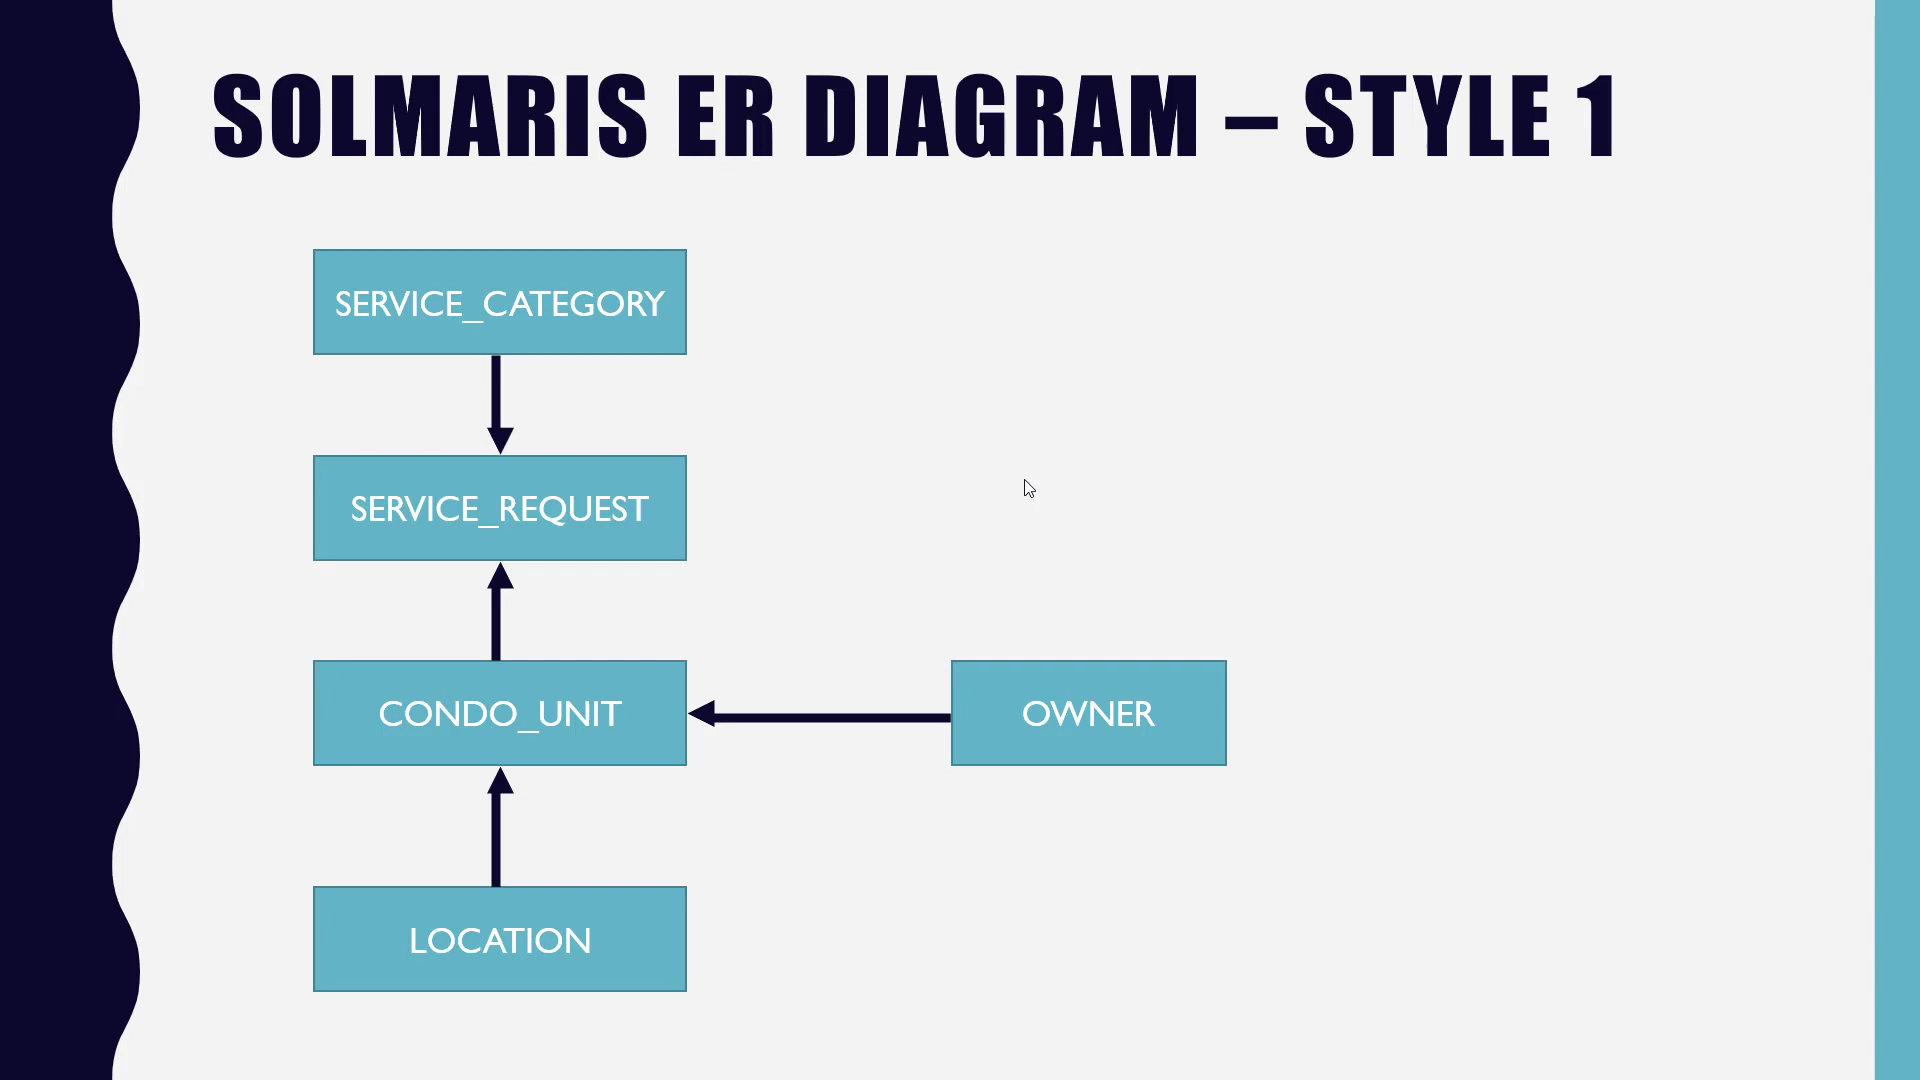 SOLMARIS ER DIAGRAM – STYLE 1
SERVICE_CATEGORY
SERVICE_REQUEST
CONDO_UNIT
OWNER
LOCATION